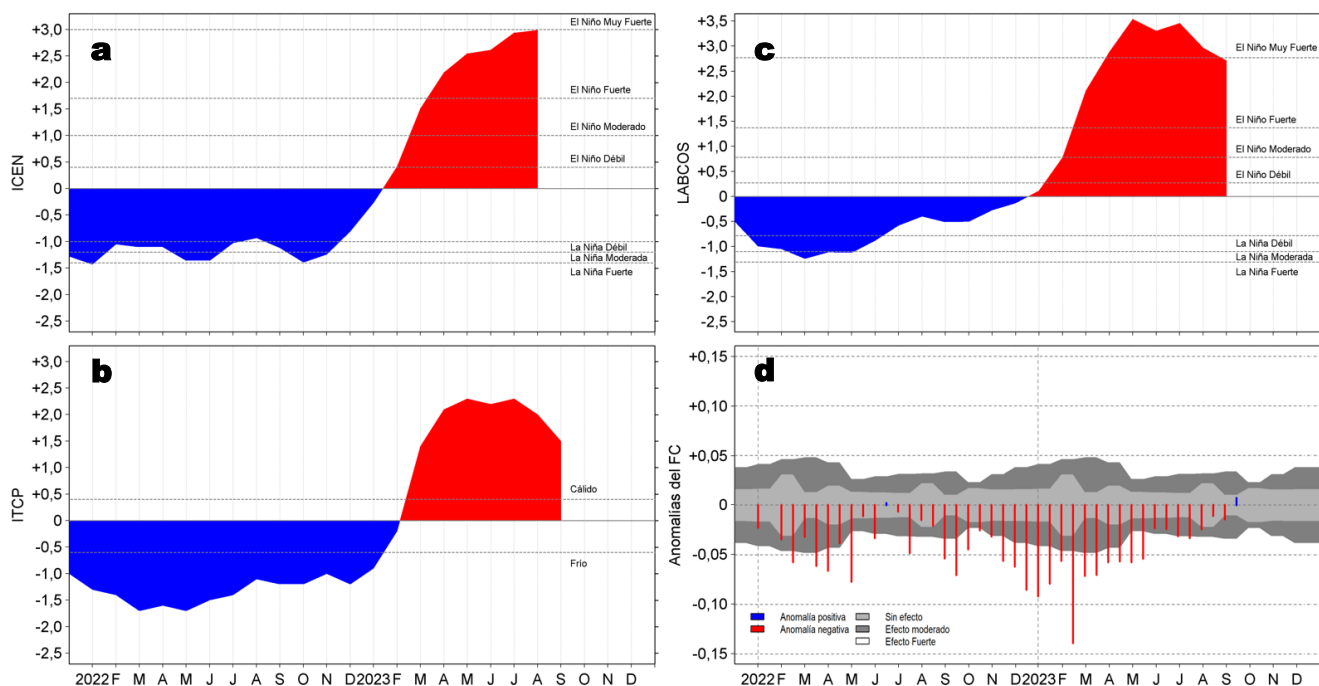 a
+3,0
+2,5
+2,0
+1,5
+1,0
+0,5
0
-0,5
-1,0
-1,5
-2,0
-2,5
ICEN
El Niño Muy Fuerte
El Niño Fuerte
El Niño Moderado
El Niño Débil
La Niña Débil
La Niña Moderada
La Niña Fuerte
c
+3,5
+3,0
+2,5
+2,0
+1,5
+1,0
+0,5
0
-0,5
-1,0
-1,5
-2,0
-2,5
LABCOS
El Niño Muy Fuerte
El Niño Fuerte
El Niño Moderado
El Niño Débil
La Niña Débil
La Niña Moderada
La Niña Fuerte
b
+3,0
+2,5
+2,0
+1,5
+1,0
+0,5
0
-0,5
-1,0
-1,5
-2,0
-2,5
ITCP
Cálido
Frío
2022 F M A M J J A S O N D 2023 F M A M J J A S O N D
d
+0,15
+0,10
+0,05
0
-0,05
-0,10
-0,15
Anomalías del FC
Anomalía positiva
Anomalía negativa
Sin efecto
Efecto moderado
Efecto Fuerte
2022 F M A M J J A S O N D 2023 F M A M J J A S O N D